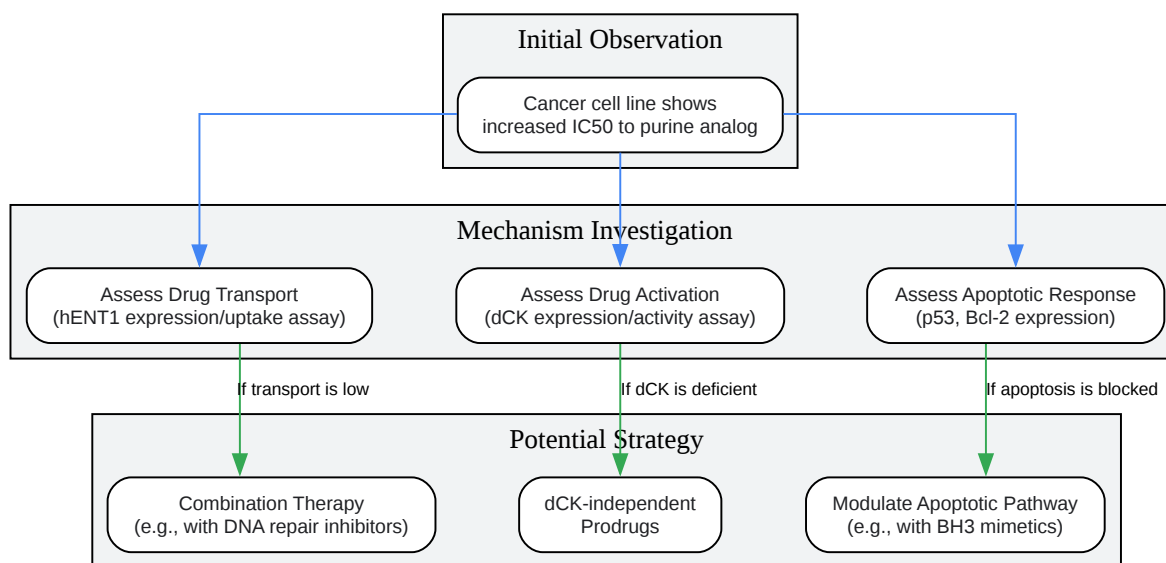 Initial Observation
Cancer cell line shows
increased IC50 to purine analog
Mechanism Investigation
Assess Drug Transport
(hENT1 expression/uptake assay)
Assess Drug Activation
(dCK expression/activity assay)
Assess Apoptotic Response
(p53, Bcl-2 expression)
If transport is low
If dCK is deficient
If apoptosis is blocked
Potential Strategy
Combination Therapy
(e.g., with DNA repair inhibitors)
dCK-independent
Prodrugs
Modulate Apoptotic Pathway
(e.g., with BH3 mimetics)